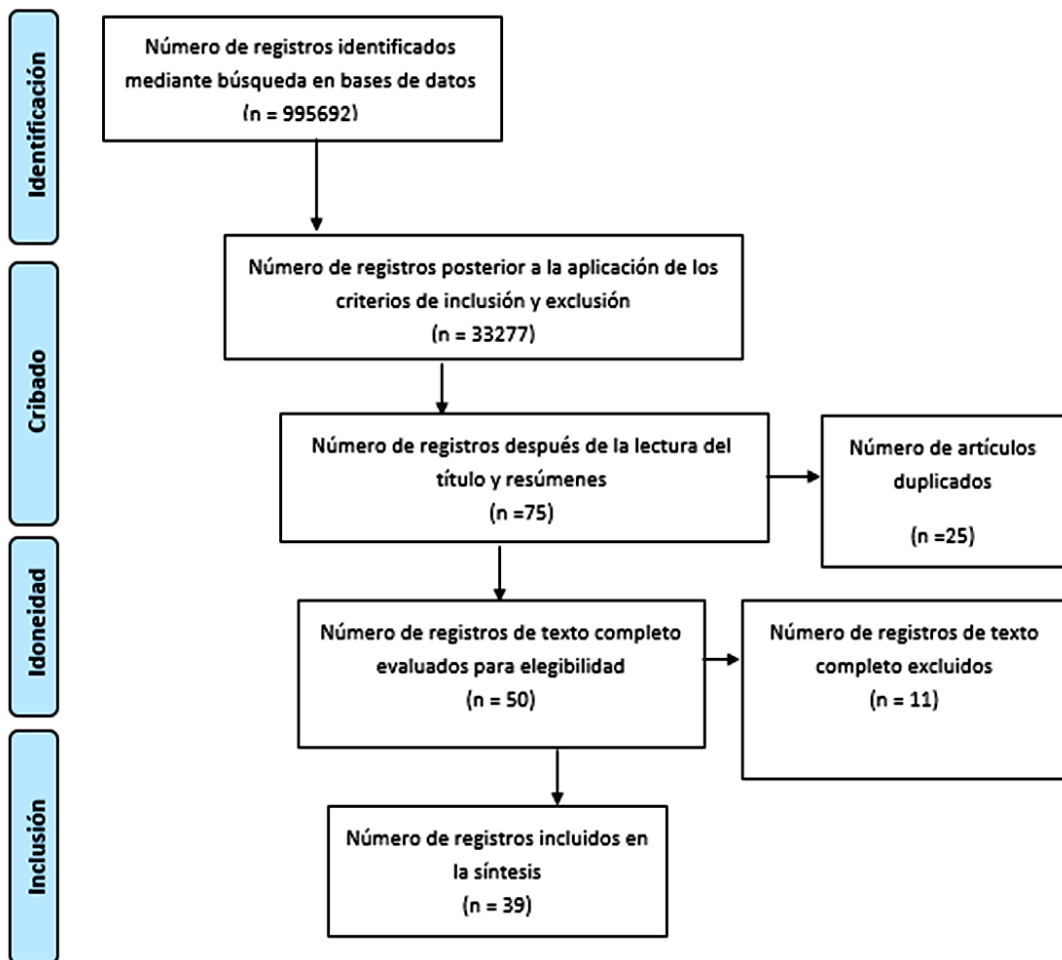 Identificación
Número de registros identificados
mediante búsqueda en bases de datos
(n = 995692)
Cribado
Número de registros posterior a la aplicación de los
criterios de inclusión y exclusión
(n = 33277)
Número de registros después de la lectura del
título y resúmenes
(n =75)
Número de artículos
duplicados
(n =25)
Idoneidad
Número de registros de texto completo
evaluados para elegibilidad
(n = 50)
Número de registros de texto
completo excluidos
(n = 11)
Inclusión
Número de registros incluidos en
la síntesis
(n = 39)